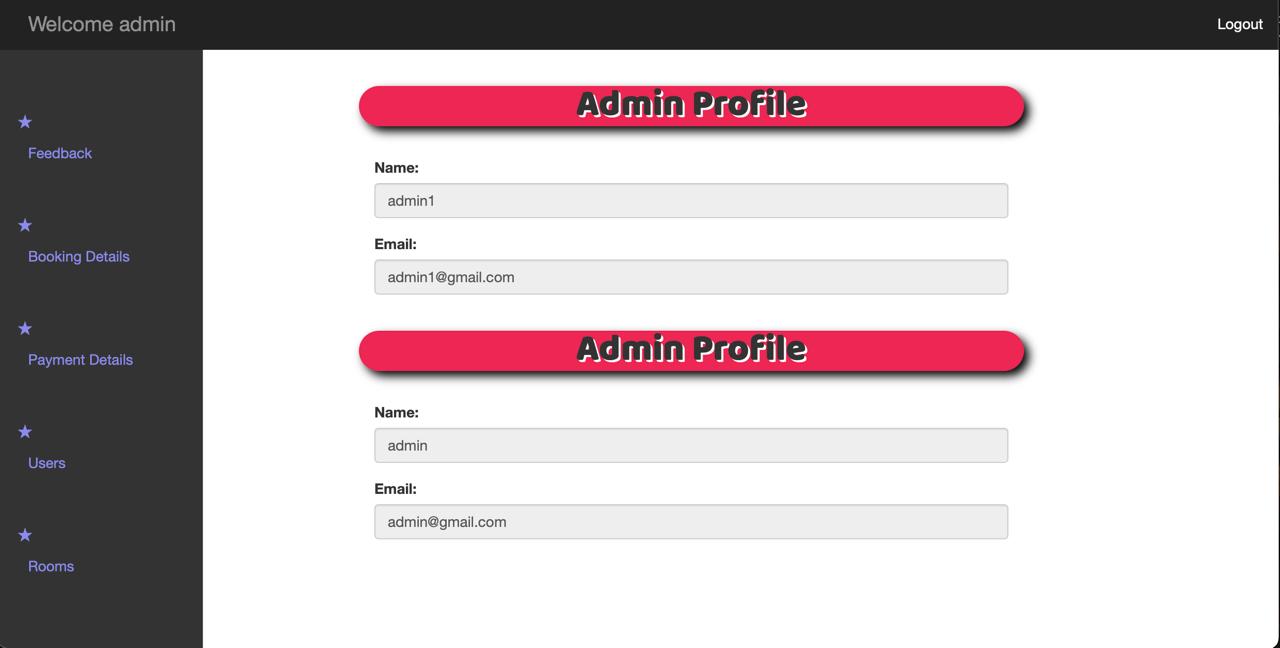 Welcome admin
Logout
Feedback
Booking Details
Payment Details
Users
Rooms
Admin Profile
Name:
admin1
Email:
admin1@gmail.com
Admin Profile
Name:
admin
Email:
admin@gmail.com